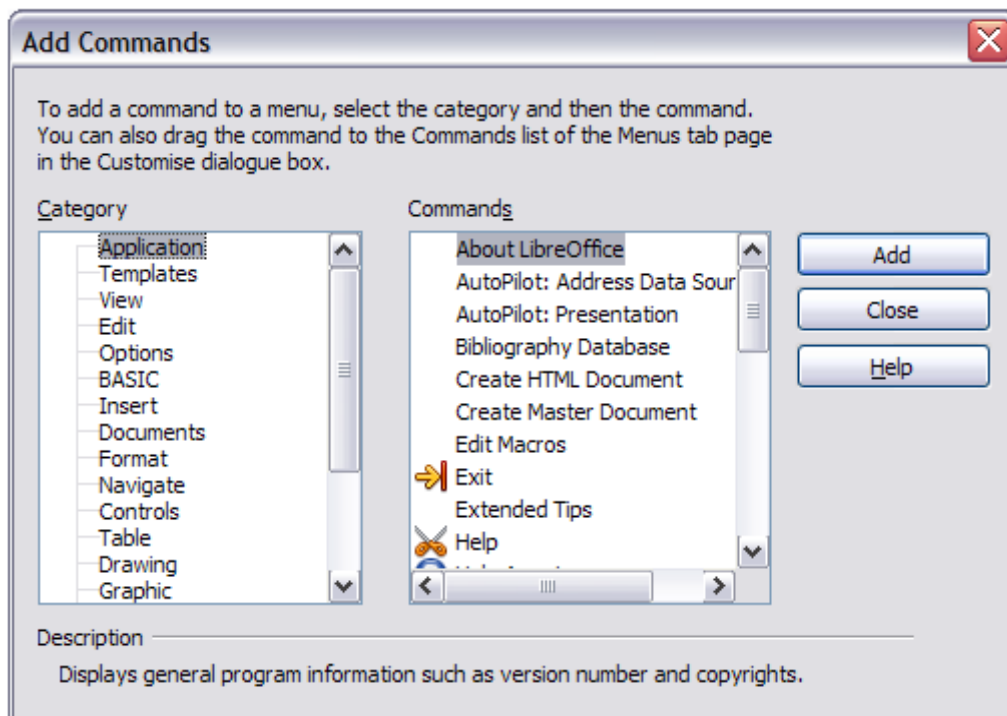 Add Commands
To add a command to a menu, select the category and then the command.
You can also drag the command to the Commands list of the Menus tab page
in the Customise dialogue box.
Category
Application
Templates
View
Edit
Options
BASIC
Insert
Documents
Format
Navigate
Controls
Table
Drawing
Graphic
Commands
About LibreOffice
AutoPilot: Address Data Sour
AutoPilot: Presentation
Bibliography Database
Create HTML Document
Create Master Document
Edit Macros
Exit
Extended Tips
Help
Add
Close
Help
Description
Displays general program information such as version number and copyrights.